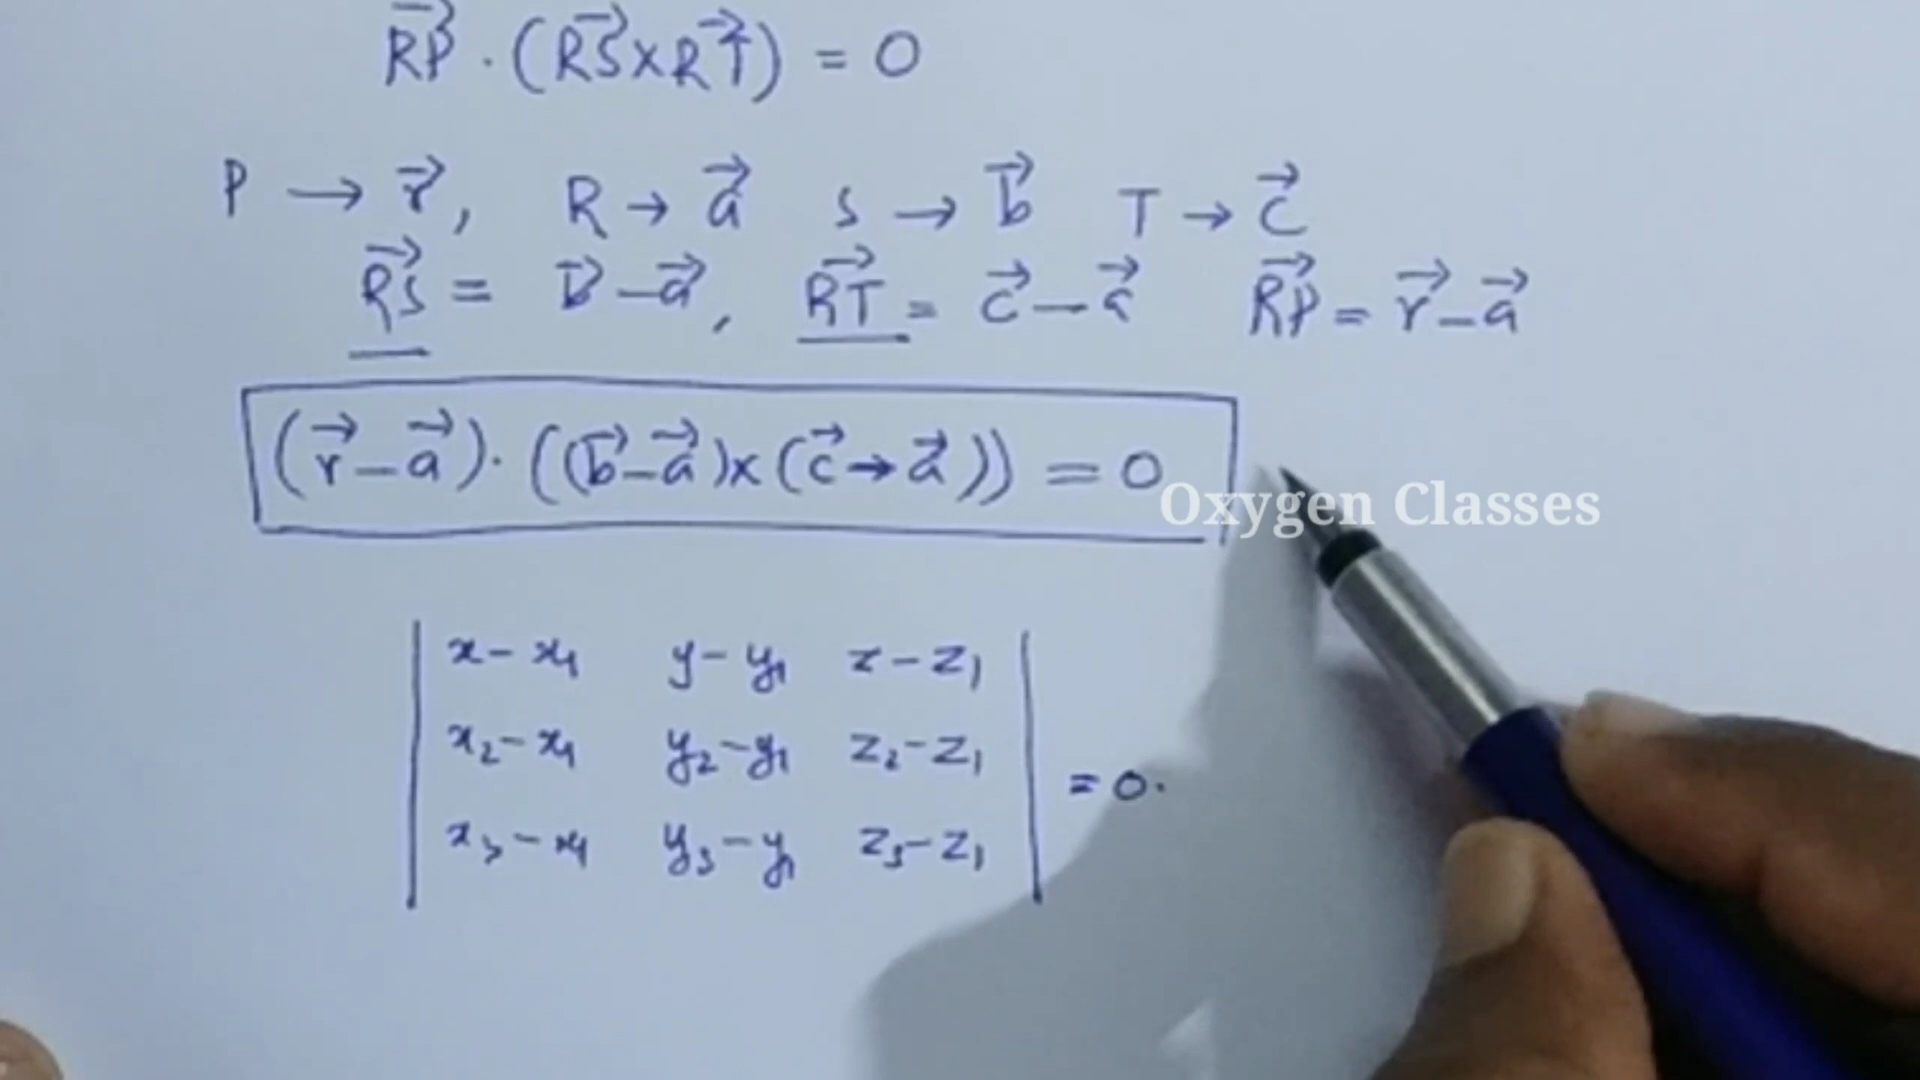 RP⃗ · (RS⃗ × RT⃗) = 0
P → r⃗, R → a⃗ S → b⃗ T → c⃗
RS⃗ = b⃗ − a⃗, RT⃗ = c⃗ − a⃗ RP⃗ = r⃗ − a⃗
(r⃗ − a⃗) · ((b⃗ − a⃗) × (c⃗ → a⃗)) = 0
Oxygen Classes
| x − x₁ y − y₁ z − z₁ |
| x₂ − x₁ y₂ − y₁ z₂ − z₁ | = 0.
| x₃ − x₁ y₃ − y₁ z₃ − z₁ |